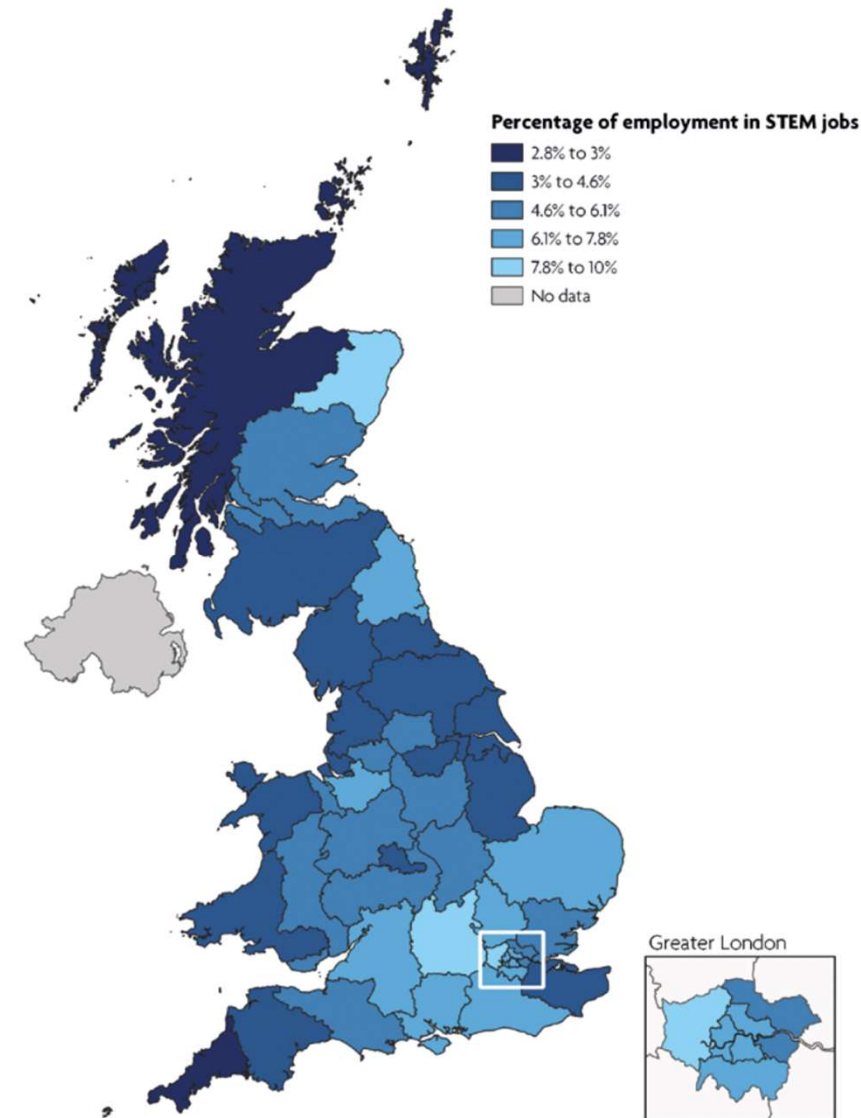 Percentage of employment in STEM jobs
2.8% to 3%
3% to 4.6%
4.6% to 6.1%
6.1% to 7.8%
7.8% to 10%
No data
Greater London